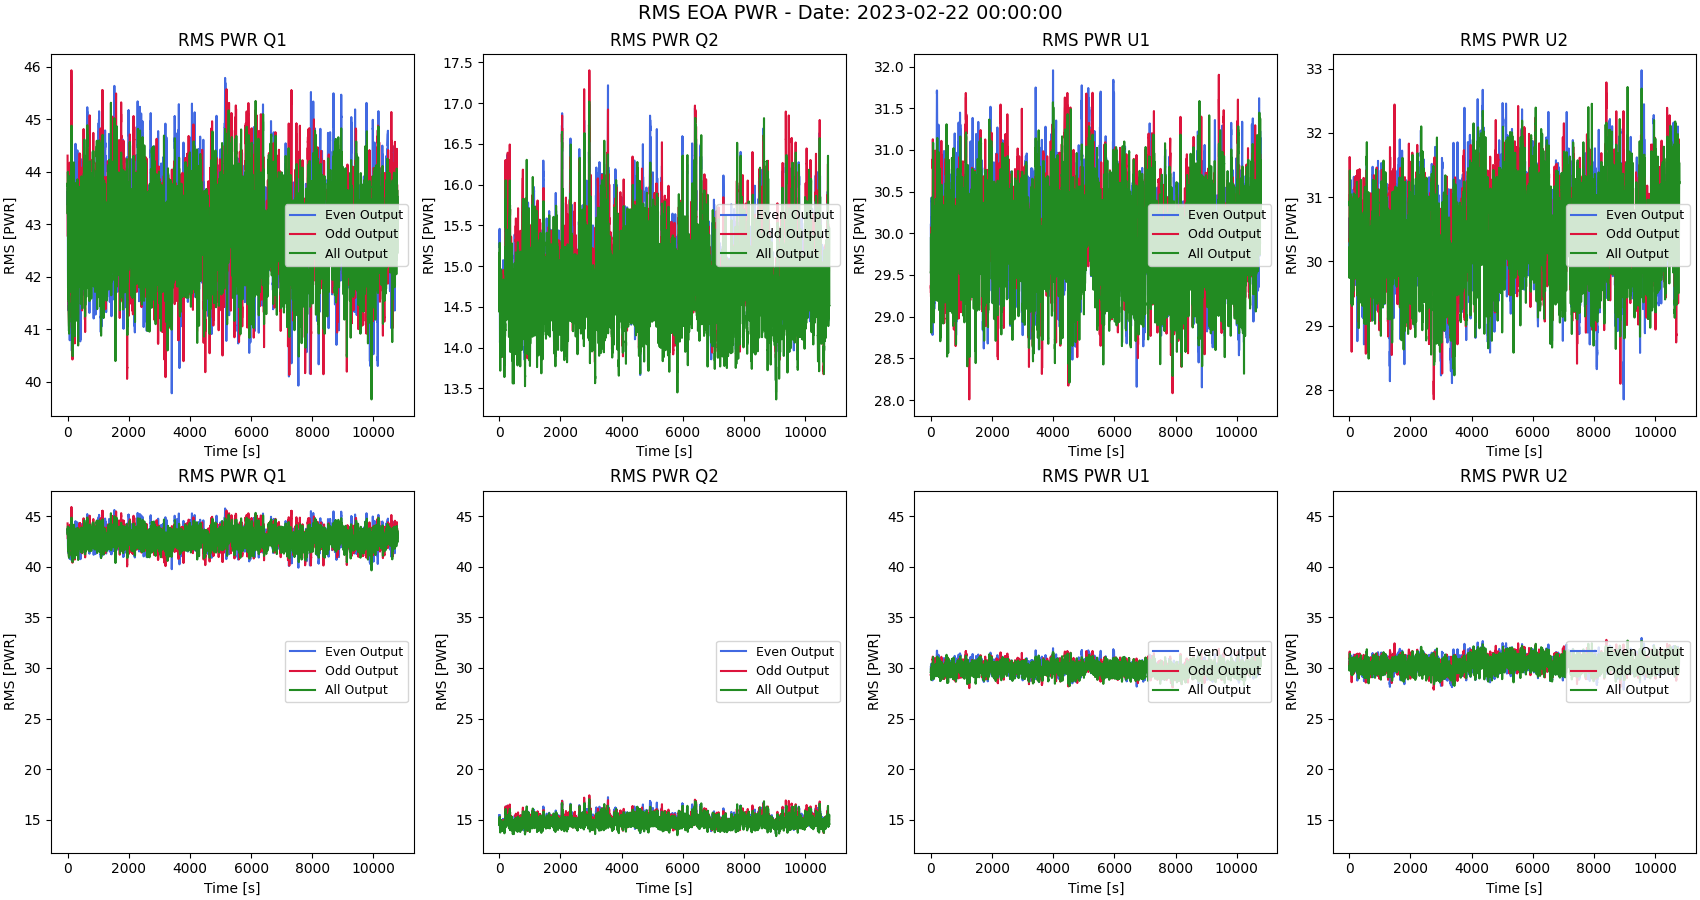 RMS EOA PWR - Date: 2023-02-22 00:00:00
RMS PWR Q1
RMS [PWR]
46
45
44
43
42
41
40
0 2000 4000 6000 8000 10000
Time [s]
Even Output
Odd Output
All Output
RMS PWR Q2
RMS [PWR]
17.5
17.0
16.5
16.0
15.5
15.0
14.5
14.0
13.5
0 2000 4000 6000 8000 10000
Time [s]
Even Output
Odd Output
All Output
RMS PWR U1
RMS [PWR]
32.0
31.5
31.0
30.5
30.0
29.5
29.0
28.5
28.0
0 2000 4000 6000 8000 10000
Time [s]
Even Output
Odd Output
All Output
RMS PWR U2
RMS [PWR]
33
32
31
30
29
28
0 2000 4000 6000 8000 10000
Time [s]
Even Output
Odd Output
All Output
RMS PWR Q1
RMS [PWR]
45
40
35
30
25
20
15
0 2000 4000 6000 8000 10000
Time [s]
Even Output
Odd Output
All Output
RMS PWR Q2
RMS [PWR]
45
40
35
30
25
20
15
0 2000 4000 6000 8000 10000
Time [s]
Even Output
Odd Output
All Output
RMS PWR U1
RMS [PWR]
45
40
35
30
25
20
15
0 2000 4000 6000 8000 10000
Time [s]
Even Output
Odd Output
All Output
RMS PWR U2
RMS [PWR]
45
40
35
30
25
20
15
0 2000 4000 6000 8000 10000
Time [s]
Even Output
Odd Output
All Output